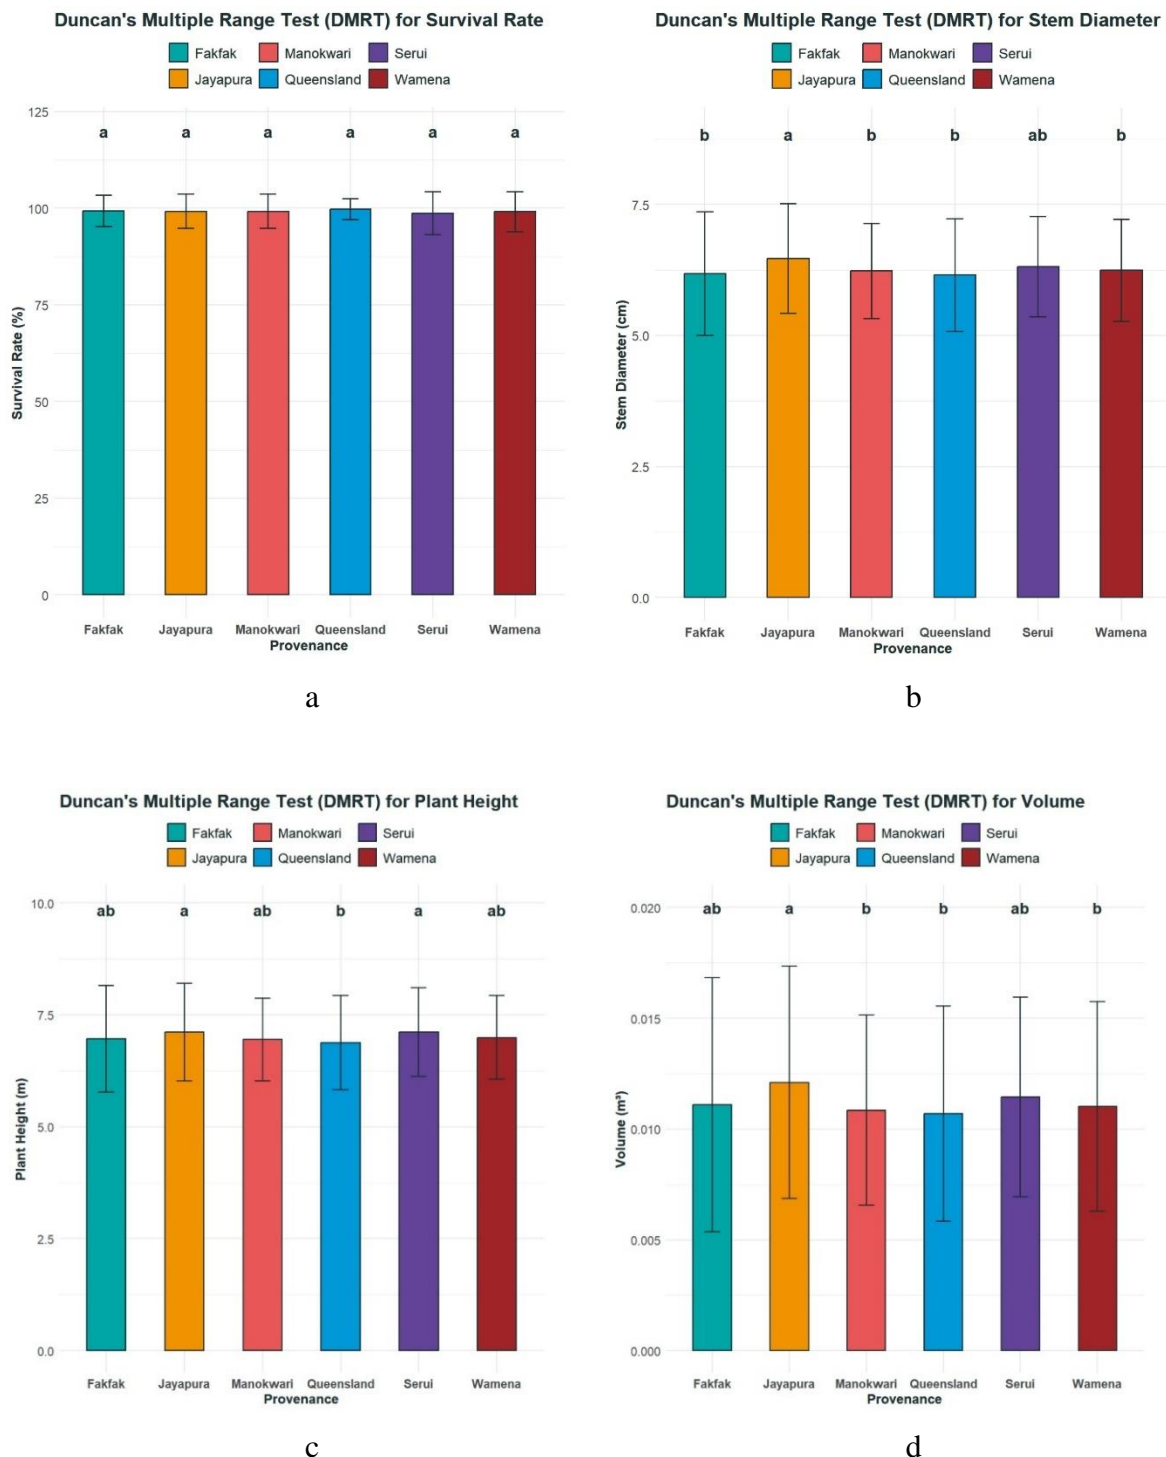 Duncan's Multiple Range Test (DMRT) for Survival Rate
Fakfak Manokwari Serui
Jayapura Queensland Wamena
125
a a a a a a
100
75
50
25
0
Survival Rate (%)
Fakfak Jayapura Manokwari Queensland Serui Wamena
Provenance
a
Duncan's Multiple Range Test (DMRT) for Stem Diameter
Fakfak Manokwari Serui
Jayapura Queensland Wamena
b a b b ab b
7.5
5.0
2.5
0.0
Stem Diameter (cm)
Fakfak Jayapura Manokwari Queensland Serui Wamena
Provenance
b
Duncan's Multiple Range Test (DMRT) for Plant Height
Fakfak Manokwari Serui
Jayapura Queensland Wamena
10.0
ab a ab b a ab
7.5
5.0
2.5
0.0
Plant Height (m)
Fakfak Jayapura Manokwari Queensland Serui Wamena
Provenance
c
Duncan's Multiple Range Test (DMRT) for Volume
Fakfak Manokwari Serui
Jayapura Queensland Wamena
0.020
ab a b b ab b
0.015
0.010
0.005
0.000
Volume (m³)
Fakfak Jayapura Manokwari Queensland Serui Wamena
Provenance
d